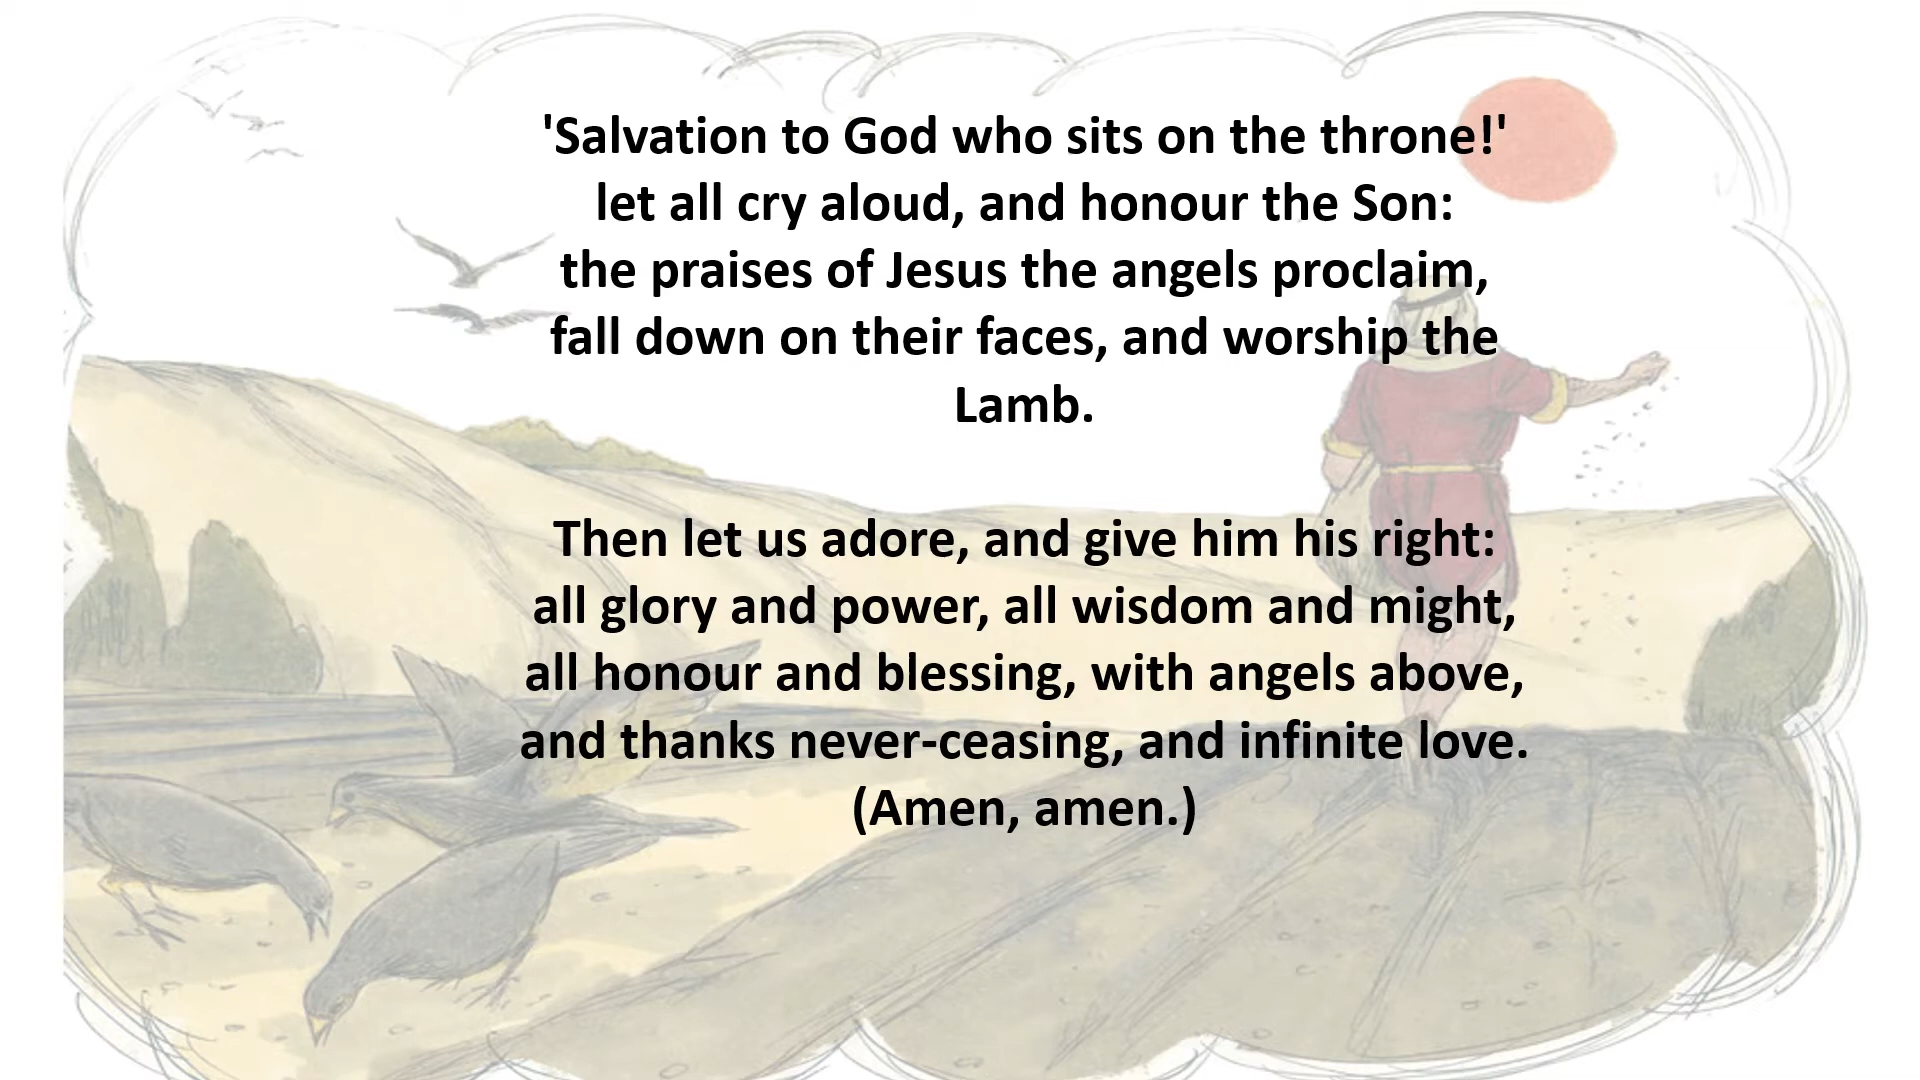 'Salvation to God who sits on the throne!'
let all cry aloud, and honour the Son:
the praises of Jesus the angels proclaim,
fall down on their faces, and worship the
Lamb.
Then let us adore, and give him his right:
all glory and power, all wisdom and might,
all honour and blessing, with angels above,
and thanks never-ceasing, and infinite love.
(Amen, amen.)